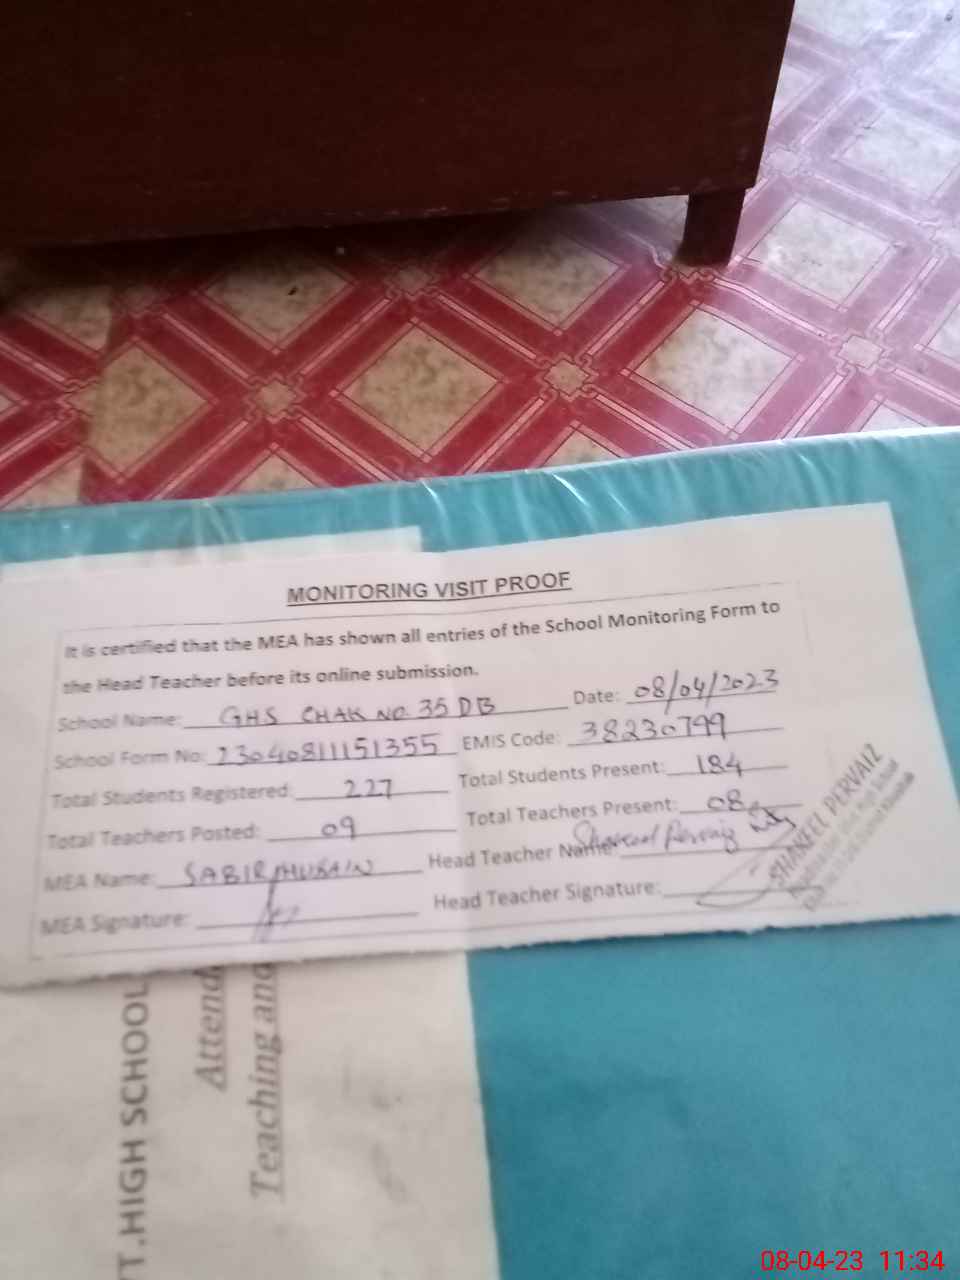 MONITORING VISIT PROOF
It is certified that the MEA has shown all entries of the School Monitoring Form to
the Head Teacher before its online submission.
School Name: GHS CHAK NO. 35 DB Date: 08/04/2023
School Form No: 23040811151355 EMIS Code: 38230799
Total Students Registered: 227 Total Students Present: 184
Total Teachers Posted: 09 Total Teachers Present: 08
MEA Name: SABIR HUSAIN Head Teacher Name: Shakeel Pervaiz
MEA Signature: Head Teacher Signature:
SHAKEEL PERVAIZ
VT.HIGH SCHOOL
Attend
Teaching and
08-04-23 11:34